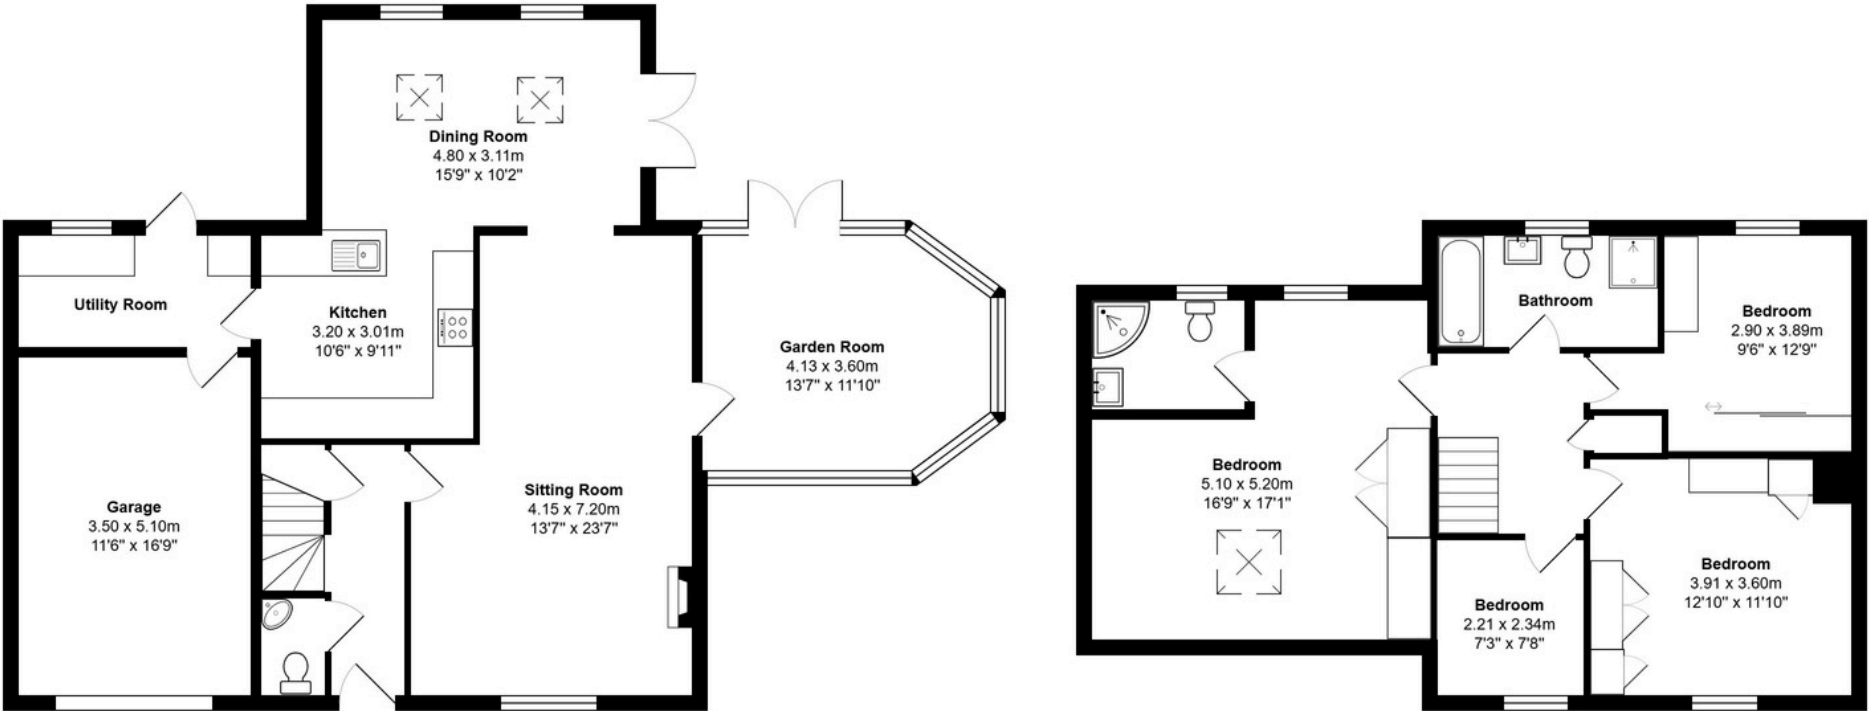 Dining Room
4.80 x 3.11m
15'9" x 10'2"
Utility Room
Kitchen
3.20 x 3.01m
10'6" x 9'11"
Garden Room
4.13 x 3.60m
13'7" x 11'10"
Garage
3.50 x 5.10m
11'6" x 16'9"
Sitting Room
4.15 x 7.20m
13'7" x 23'7"
Bathroom
Bedroom
2.90 x 3.89m
9'6" x 12'9"
Bedroom
5.10 x 5.20m
16'9" x 17'1"
Bedroom
3.91 x 3.60m
12'10" x 11'10"
Bedroom
2.21 x 2.34m
7'3" x 7'8"